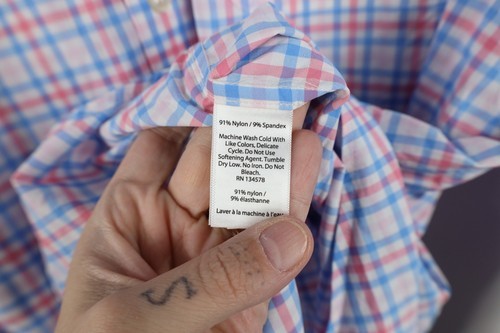 91% Nylon / 9% Spandex
Machine Wash Cold With
Like Colors, Delicate
Cycle. Do Not Use
Softening Agent. Tumble
Dry Low. No Iron. Do Not
Bleach.
RN 134578
91% nylon /
9% élasthanne
Laver à la machine à l'eau